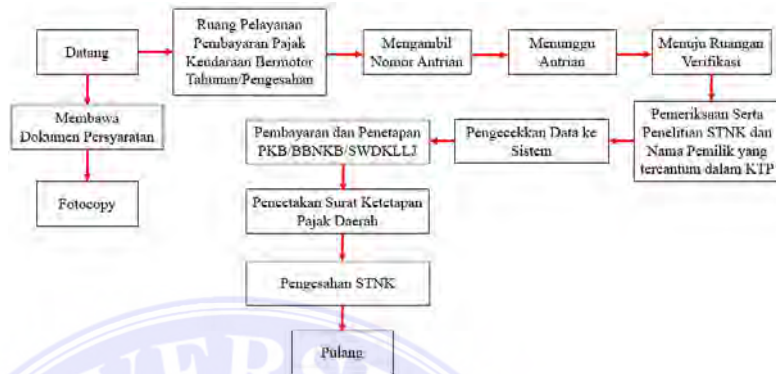 Datang
Ruang Pelayanan
Pembayaran Pajak
Kendaraan Bermotor
Tahunan/Pengesahan
Mengambil
Nomor Antrian
Menunggu
Antrian
Menuju Ruangan
Verifikasi
Membawa
Dokumen Persyaratan
Fotocopy
Pemeriksaan Serta
Penelitian STNK dan
Nama Pemilik yang
tercantum dalam KTP
Pengecekkan Data ke
Sistem
Pembayaran dan Penetapan
PKB/BBNKB/SWDKLLJ
Pencetakan Surat Ketetapan
Pajak Daerah
Pengesahan STNK
Pulang